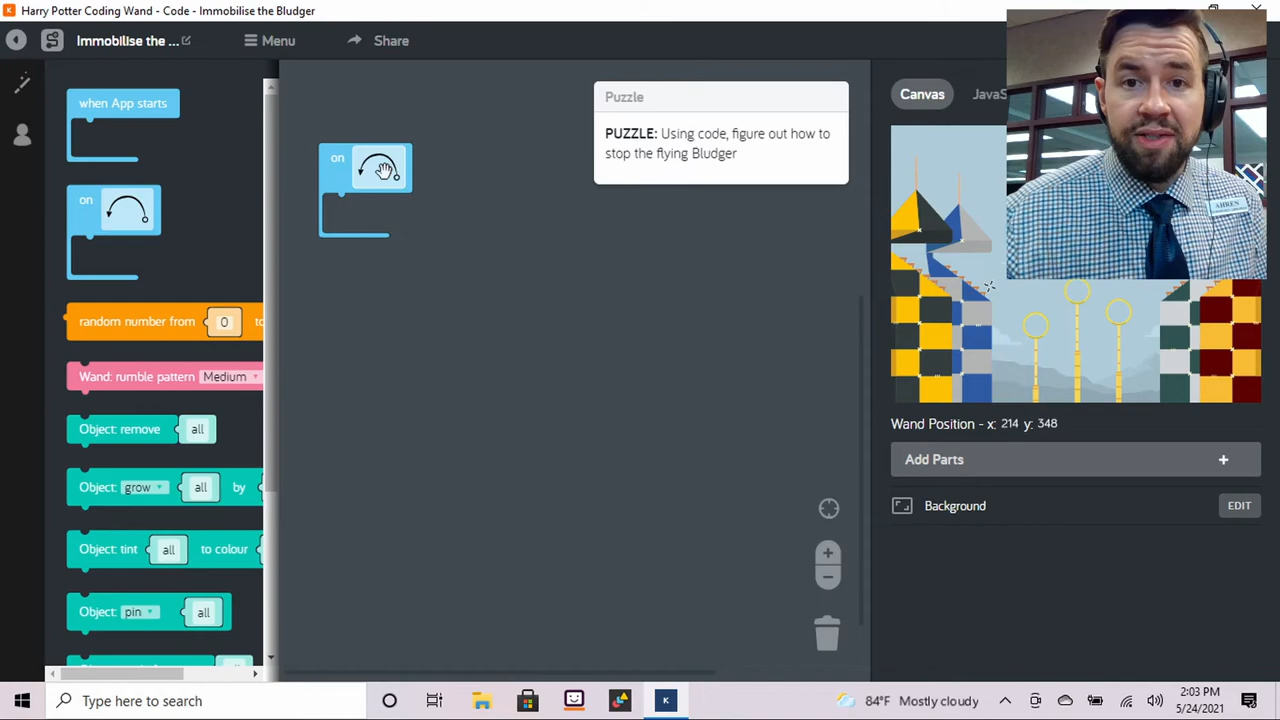 Harry Potter Coding Wand - Code - Immobilise the Bludger
Immobilise the ...
Menu
Share
when App starts
on
random number from 0 to
Wand: rumble pattern Medium
Object: remove all
Object: grow all by
Object: tint all to colour
Object: pin all
on
Puzzle
PUZZLE: Using code, figure out how to
stop the flying Bludger
Canvas
AHREN
Wand Position - x: 214 y: 348
Add Parts +
Background
EDIT
Type here to search
K
84°F Mostly cloudy
2:03 PM
5/24/2021